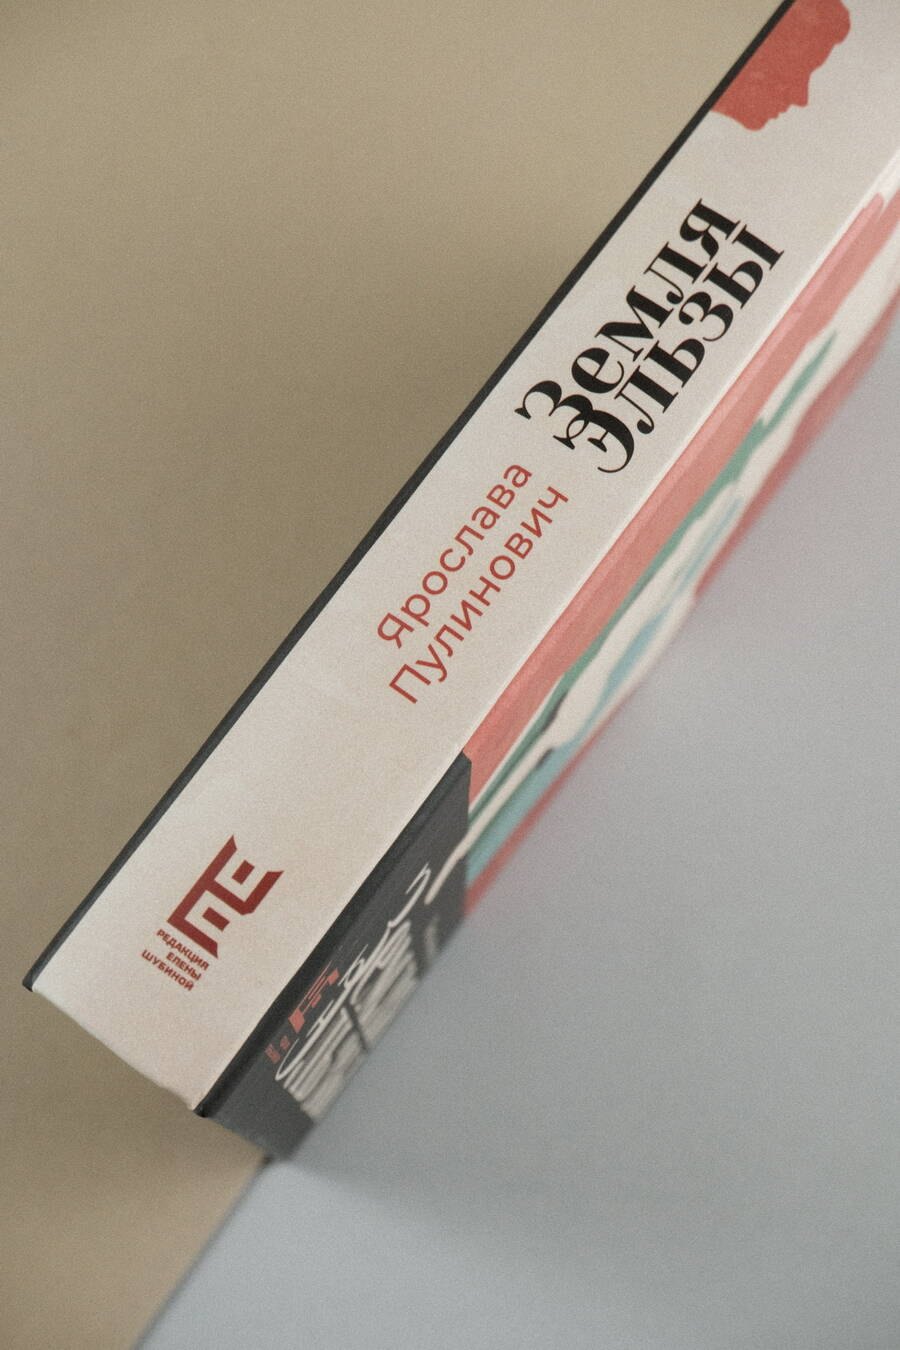 Земля
Эльзы
Ярослава
Пулинович
РЕДАКЦИЯ
ЕЛЕНЫ
ШУБИНОЙ